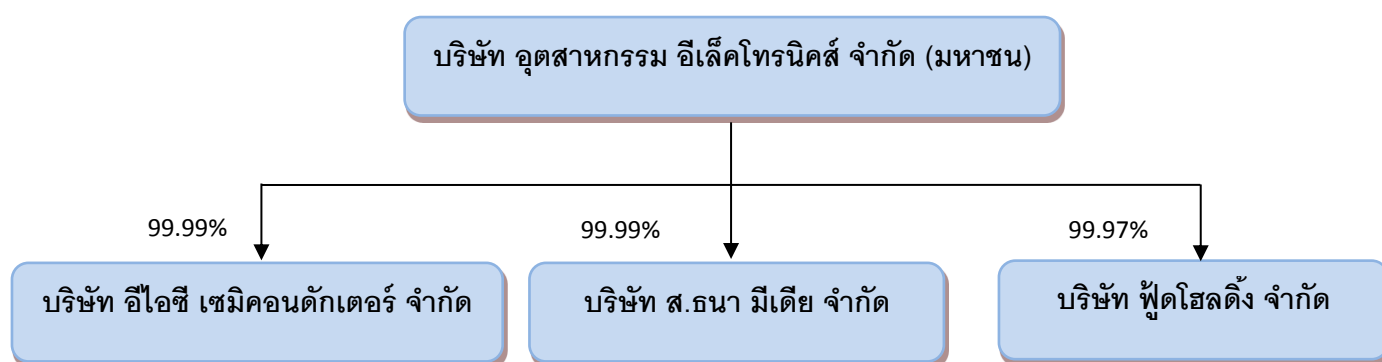 บริษัท อุตสาหกรรม อีเล็คโทรนิคส์ จำกัด (มหาชน)
99.99%
99.99%
99.97%
บริษัท อีไอซี เซมิคอนดักเตอร์ จำกัด
บริษัท ส.ธนา มีเดีย จำกัด
บริษัท ฟู้ดโฮลดิ้ง จำกัด